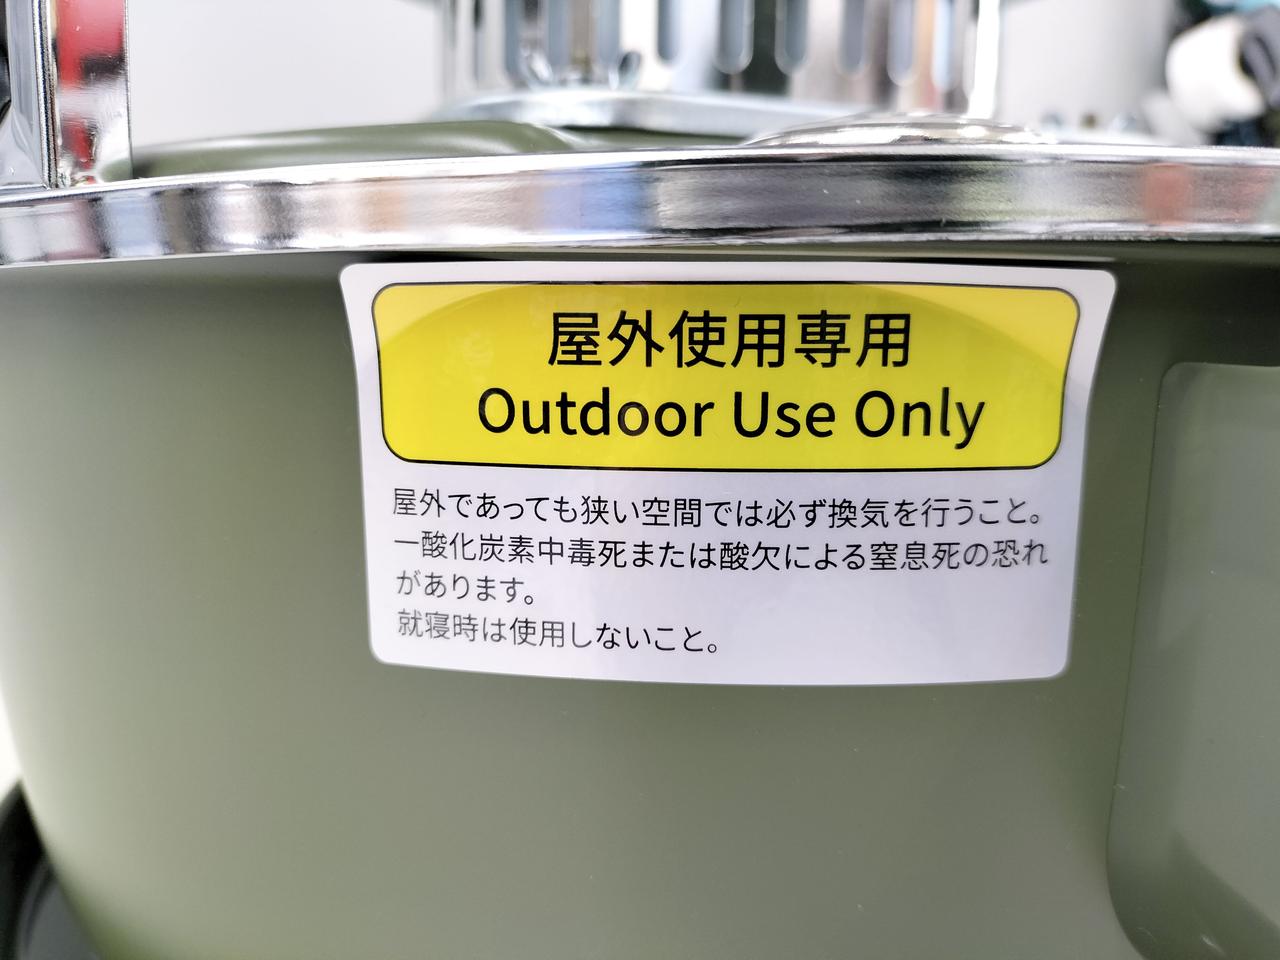 屋外使用専用
Outdoor Use Only
屋外であっても狭い空間では必ず換気を行うこと。
一酸化炭素中毒死または酸欠による窒息死の恐れ
があります。
就寝時は使用しないこと。